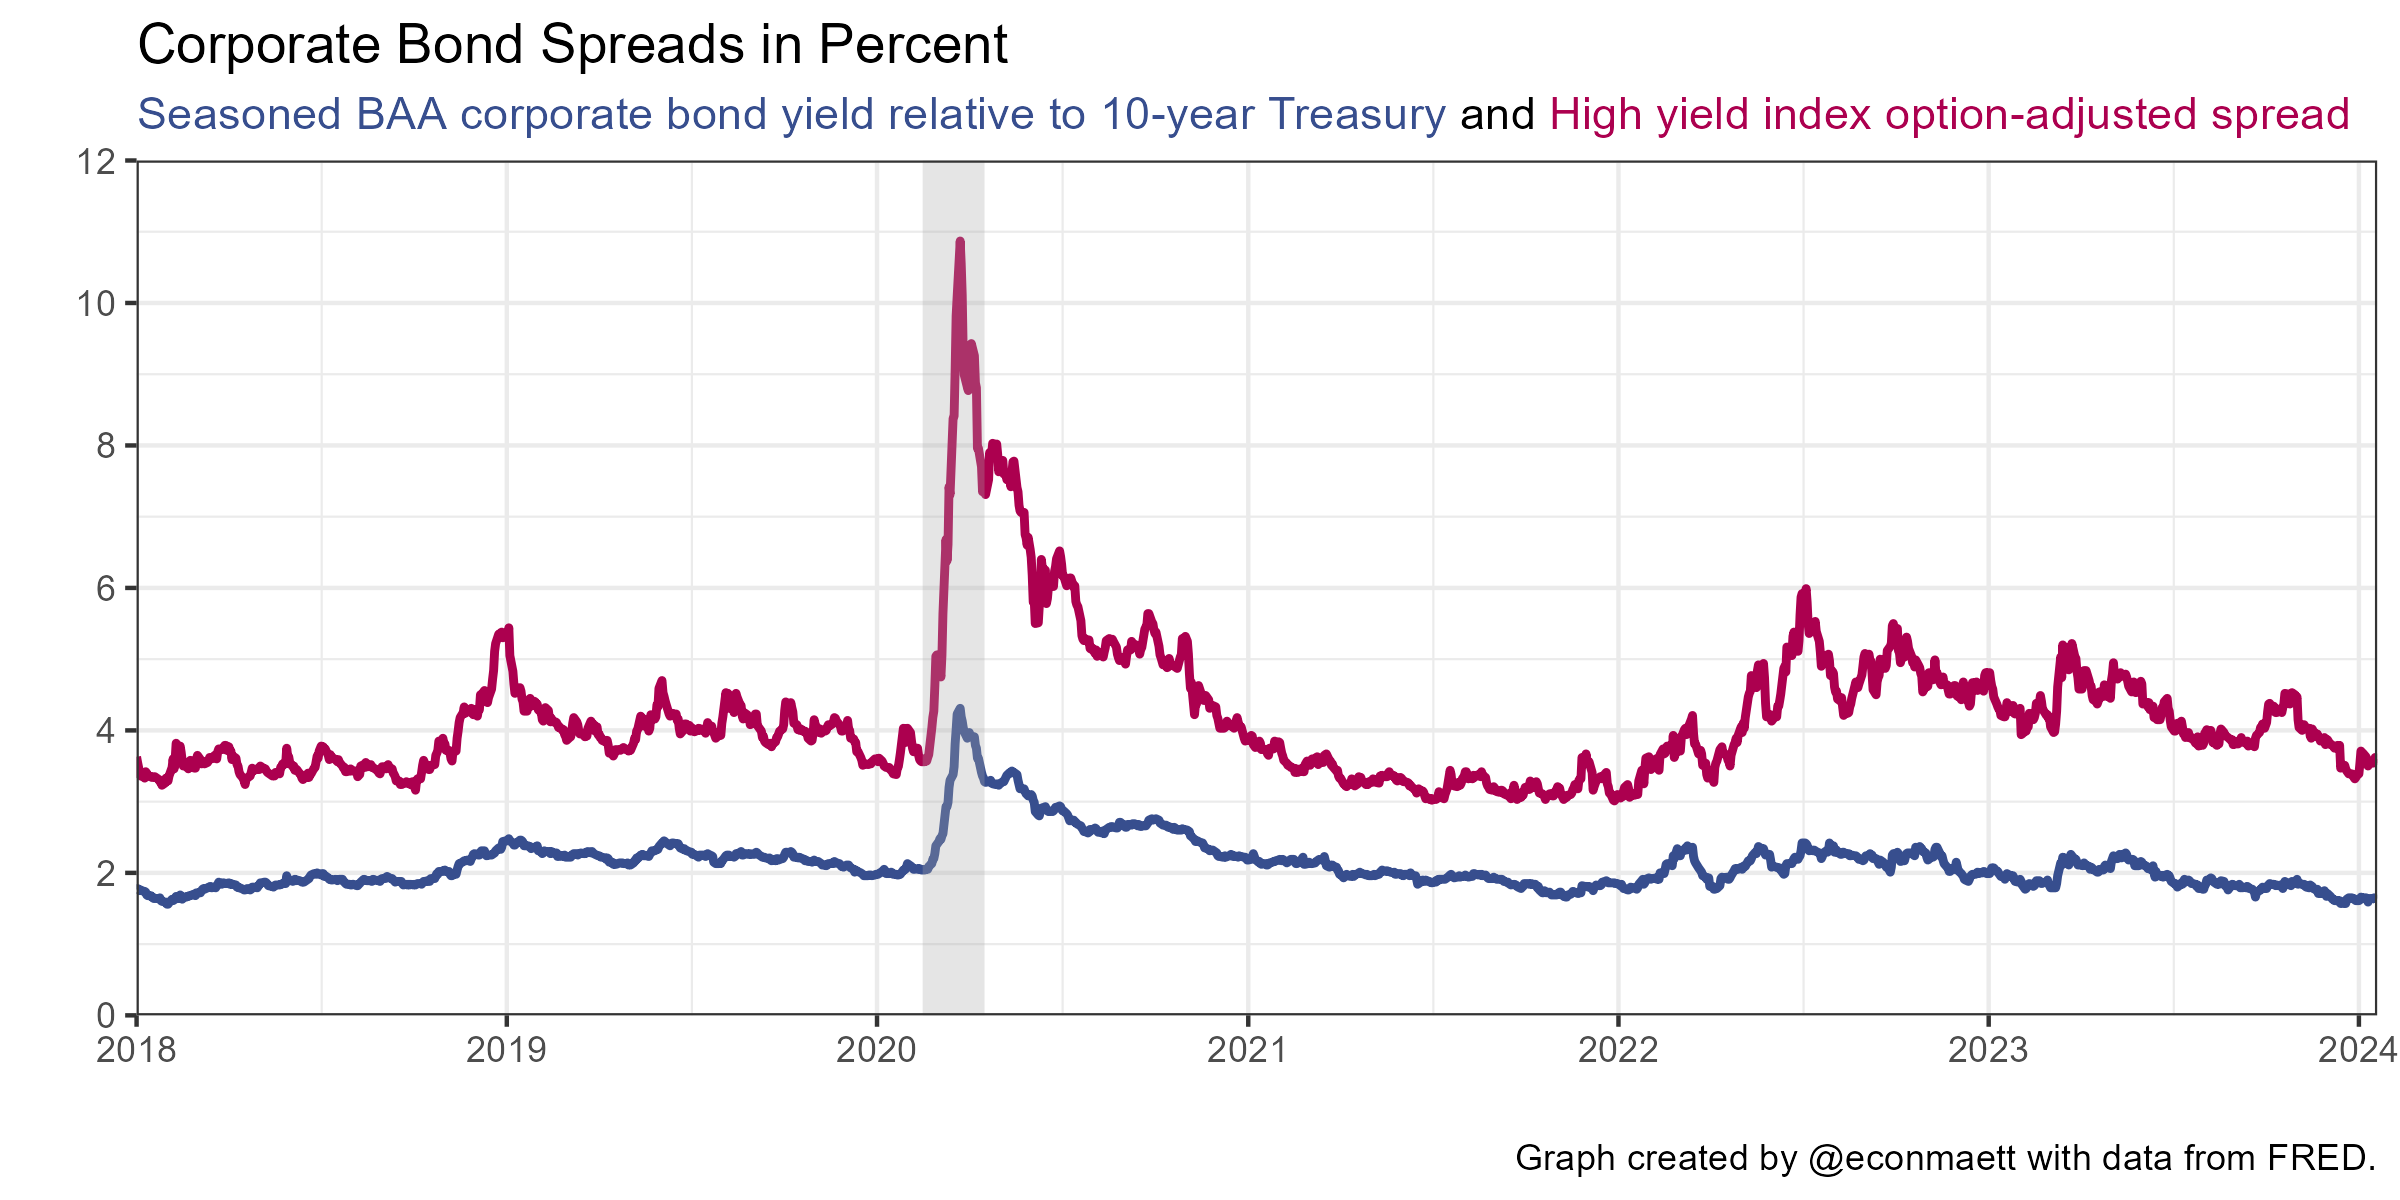 Corporate Bond Spreads in Percent
Seasoned BAA corporate bond yield relative to 10-year Treasury and High yield index option-adjusted spread
12
10
8
6
4
2
0
2018 2019 2020 2021 2022 2023 2024
Graph created by @econmaett with data from FRED.